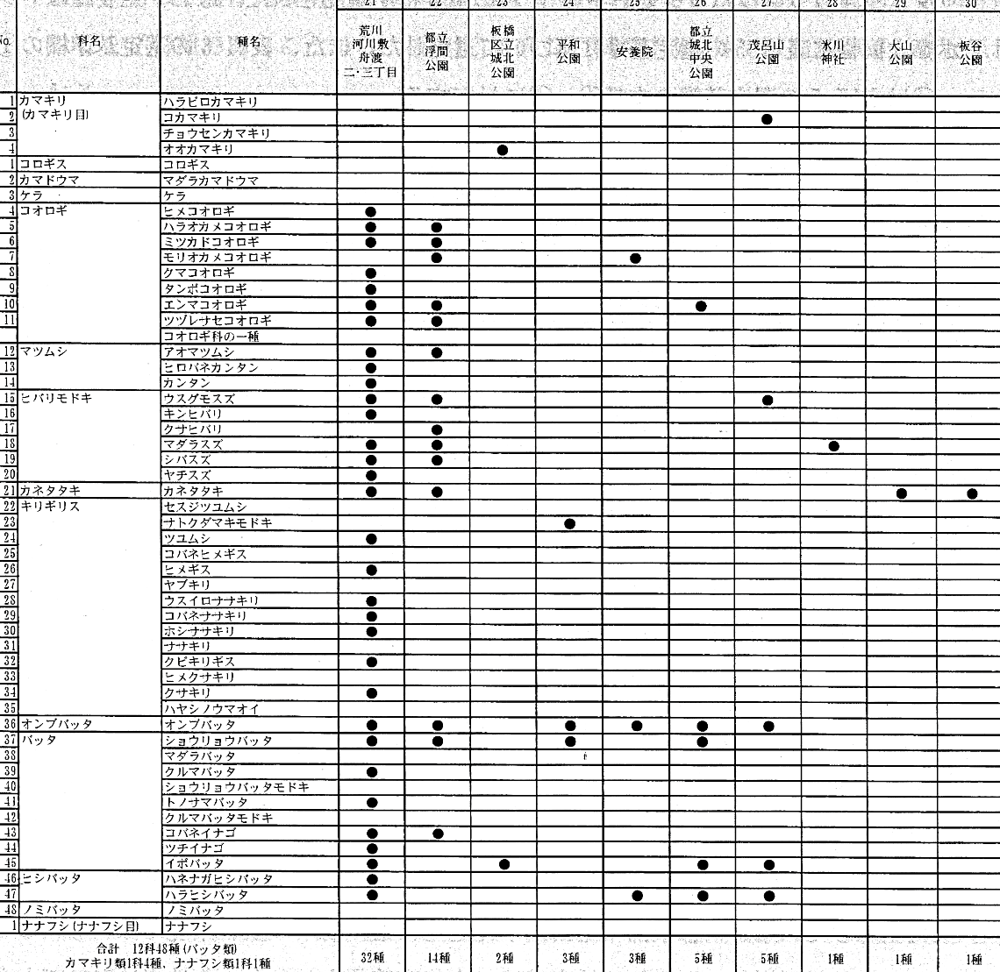 21 22 23 24 25 26 27 28 29 30
No. 科名 種名 荒川河川敷舟渡二・三丁目 都立浮間公園 板橋区立城北公園 平和公園 安養院 都立城北中央公園 茂呂山公園 氷川神社 大山公園 板谷公園
1 カマキリ ハラビロカマキリ
(カマキリ目)
2 コカマキリ ●
3 チョウセンカマキリ
4 オオカマキリ ●
1 コロギス コロギス
2 カマドウマ マダラカマドウマ
3 ケラ ケラ
4 コオロギ ヒメコオロギ ●
5 ハラオカメコオロギ ● ●
6 ミツカドコオロギ ● ●
7 モリオカメコオロギ ● ●
8 クマコオロギ ●
9 タンボコオロギ ●
10 エンマコオロギ ● ● ●
11 ツヅレサセコオロギ ● ●
コオロギ科の一種
12 マツムシ アオマツムシ ● ●
13 ヒロバネカンタン ●
14 カンタン ●
15 ヒバリモドキ ウスグモスズ ● ● ●
16 キンヒバリ ●
17 クサヒバリ ●
18 マダラスズ ● ● ●
19 シバスズ ● ●
20 ヤチスズ ●
21 カネタタキ カネタタキ ● ● ● ●
22 キリギリス セスジツユムシ
23 サトクダマキモドキ ●
24 ツユムシ ●
25 コバネヒメギス
26 ヒメギス ●
27 ヤブキリ
28 ウスイロササキリ ●
29 コバネササキリ ●
30 ホシササキリ ●
31 ササキリ
32 クビキリギス ●
33 ヒメクサキリ
34 クサキリ ●
35 ハヤシノウマオイ
36 オンブバッタ オンブバッタ ● ● ● ● ● ●
37 バッタ ショウリョウバッタ ● ● ● ●
38 マダラバッタ
39 クルマバッタ ●
40 ショウリョウバッタモドキ
41 トノサマバッタ ●
42 クルマバッタモドキ
43 コバネイナゴ ● ●
44 ツチイナゴ ●
45 イボバッタ ● ● ● ●
46 ヒシバッタ ハネナガヒシバッタ ●
47 ハラヒシバッタ ● ● ● ●
48 ノミバッタ ノミバッタ
1 ナナフシ(ナナフシ目) ナナフシ
合計 12科48種(バッタ類)
カマキリ類1科4種、ナナフシ類1科1種 32種 14種 2種 3種 3種 5種 5種 1種 1種 1種